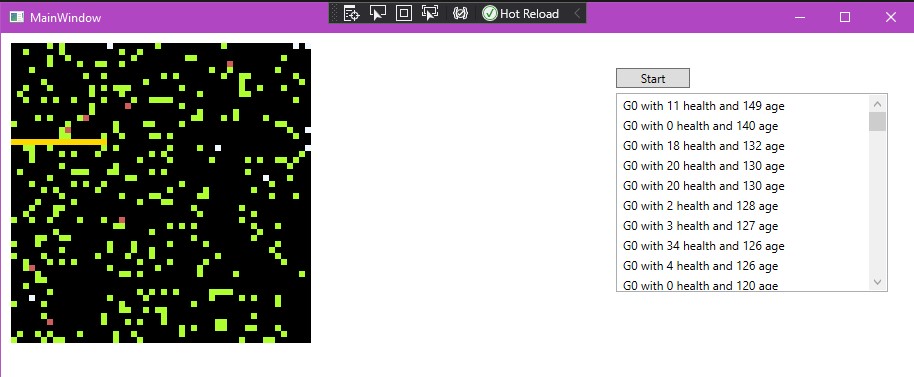 MainWindow
Hot Reload
Start
G0 with 11 health and 149 age
G0 with 0 health and 140 age
G0 with 18 health and 132 age
G0 with 20 health and 130 age
G0 with 20 health and 130 age
G0 with 2 health and 128 age
G0 with 3 health and 127 age
G0 with 34 health and 126 age
G0 with 4 health and 126 age
G0 with 0 health and 120 age